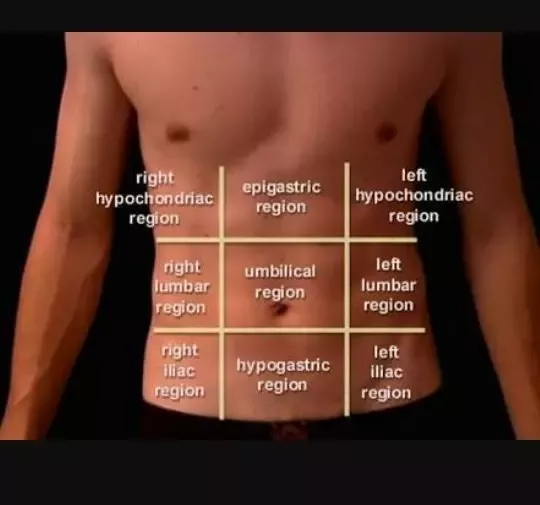 right
hypochondriac
region
epigastric
region
left
hypochondriac
region
right
lumbar
region
umbilical
region
left
lumbar
region
right
iliac
region
hypogastric
region
left
iliac
region